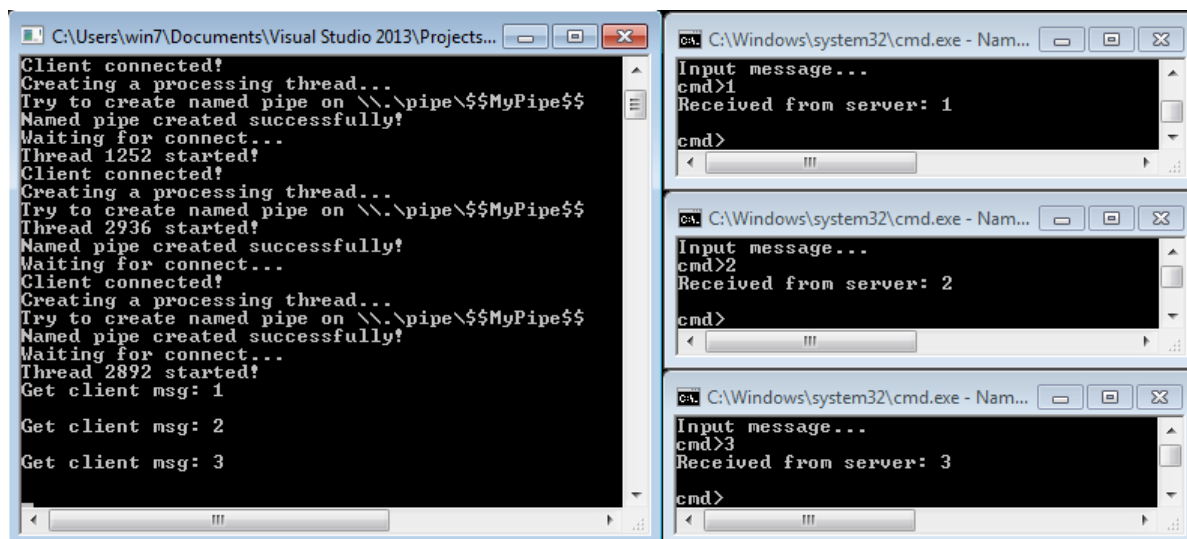 C:\Users\win7\Documents\Visual Studio 2013\Projects...
Client connected!
Creating a processing thread...
Try to create named pipe on \\.\pipe\$$MyPipe$$
Named pipe created successfully!
Waiting for connect...
Thread 1252 started!
Client connected!
Creating a processing thread...
Try to create named pipe on \\.\pipe\$$MyPipe$$
Thread 2936 started!
Named pipe created successfully!
Waiting for connect...
Client connected!
Creating a processing thread...
Try to create named pipe on \\.\pipe\$$MyPipe$$
Named pipe created successfully!
Waiting for connect...
Thread 2892 started!
Get client msg: 1
Get client msg: 2
Get client msg: 3
C:\Windows\system32\cmd.exe - Nam...
Input message...
cmd>1
Received from server: 1
cmd>
C:\Windows\system32\cmd.exe - Nam...
Input message...
cmd>2
Received from server: 2
cmd>
C:\Windows\system32\cmd.exe - Nam...
Input message...
cmd>3
Received from server: 3
cmd>